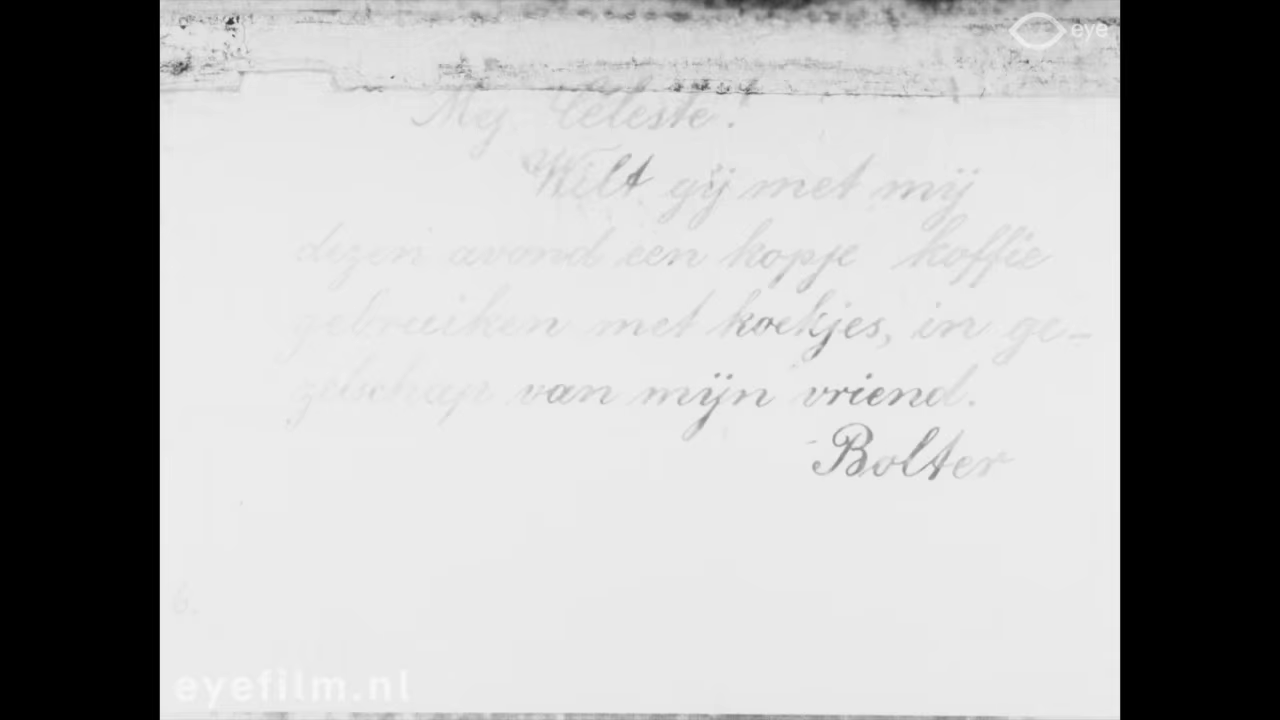 eye
Mej Celeste!
Wilt gij met mij
dezen avond een kopje koffie
gebruiken met koekjes, in ge-
zelschap van mijn vriend.
Bolter
6.
eyefilm.nl